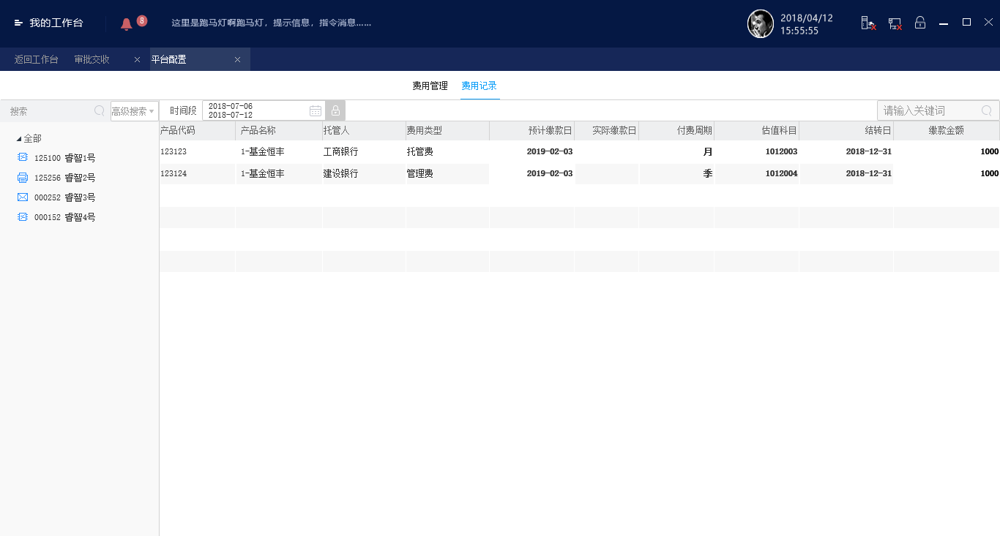 我的工作台
8
这里是跑马灯啊跑马灯，提示信息，指令消息......
2018/04/12
15:55:55
返回工作台 审批交收 平台配置
费用管理 费用记录
搜索 高级搜索 时间段 2018-07-06 请输入关键词
2018-07-12
全部
125100 睿智1号
125256 睿智2号
000252 睿智3号
000152 睿智4号
产品代码 产品名称 托管人 费用类型 预计缴款日 实际缴款日 付费周期 估值科目 结转日 缴款金额
123123 1-基金恒丰 工商银行 托管费 2019-02-03 月 1012003 2018-12-31 1000
123124 1-基金恒丰 建设银行 管理费 2019-02-03 季 1012004 2018-12-31 1000